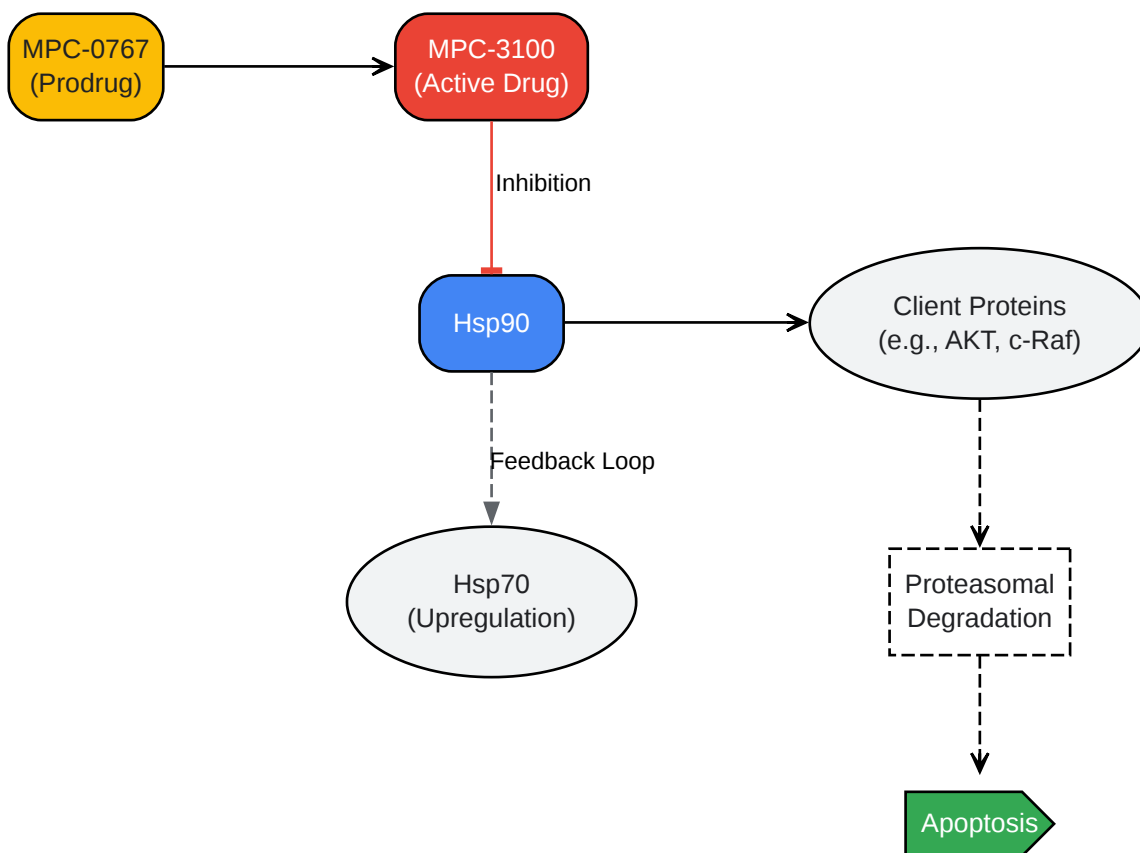 MPC-0767
(Prodrug)
MPC-3100
(Active Drug)
Inhibition
Hsp90
Client Proteins
(e.g., AKT, c-Raf)
Feedback Loop
Hsp70
(Upregulation)
Proteasomal
Degradation
Apoptosis